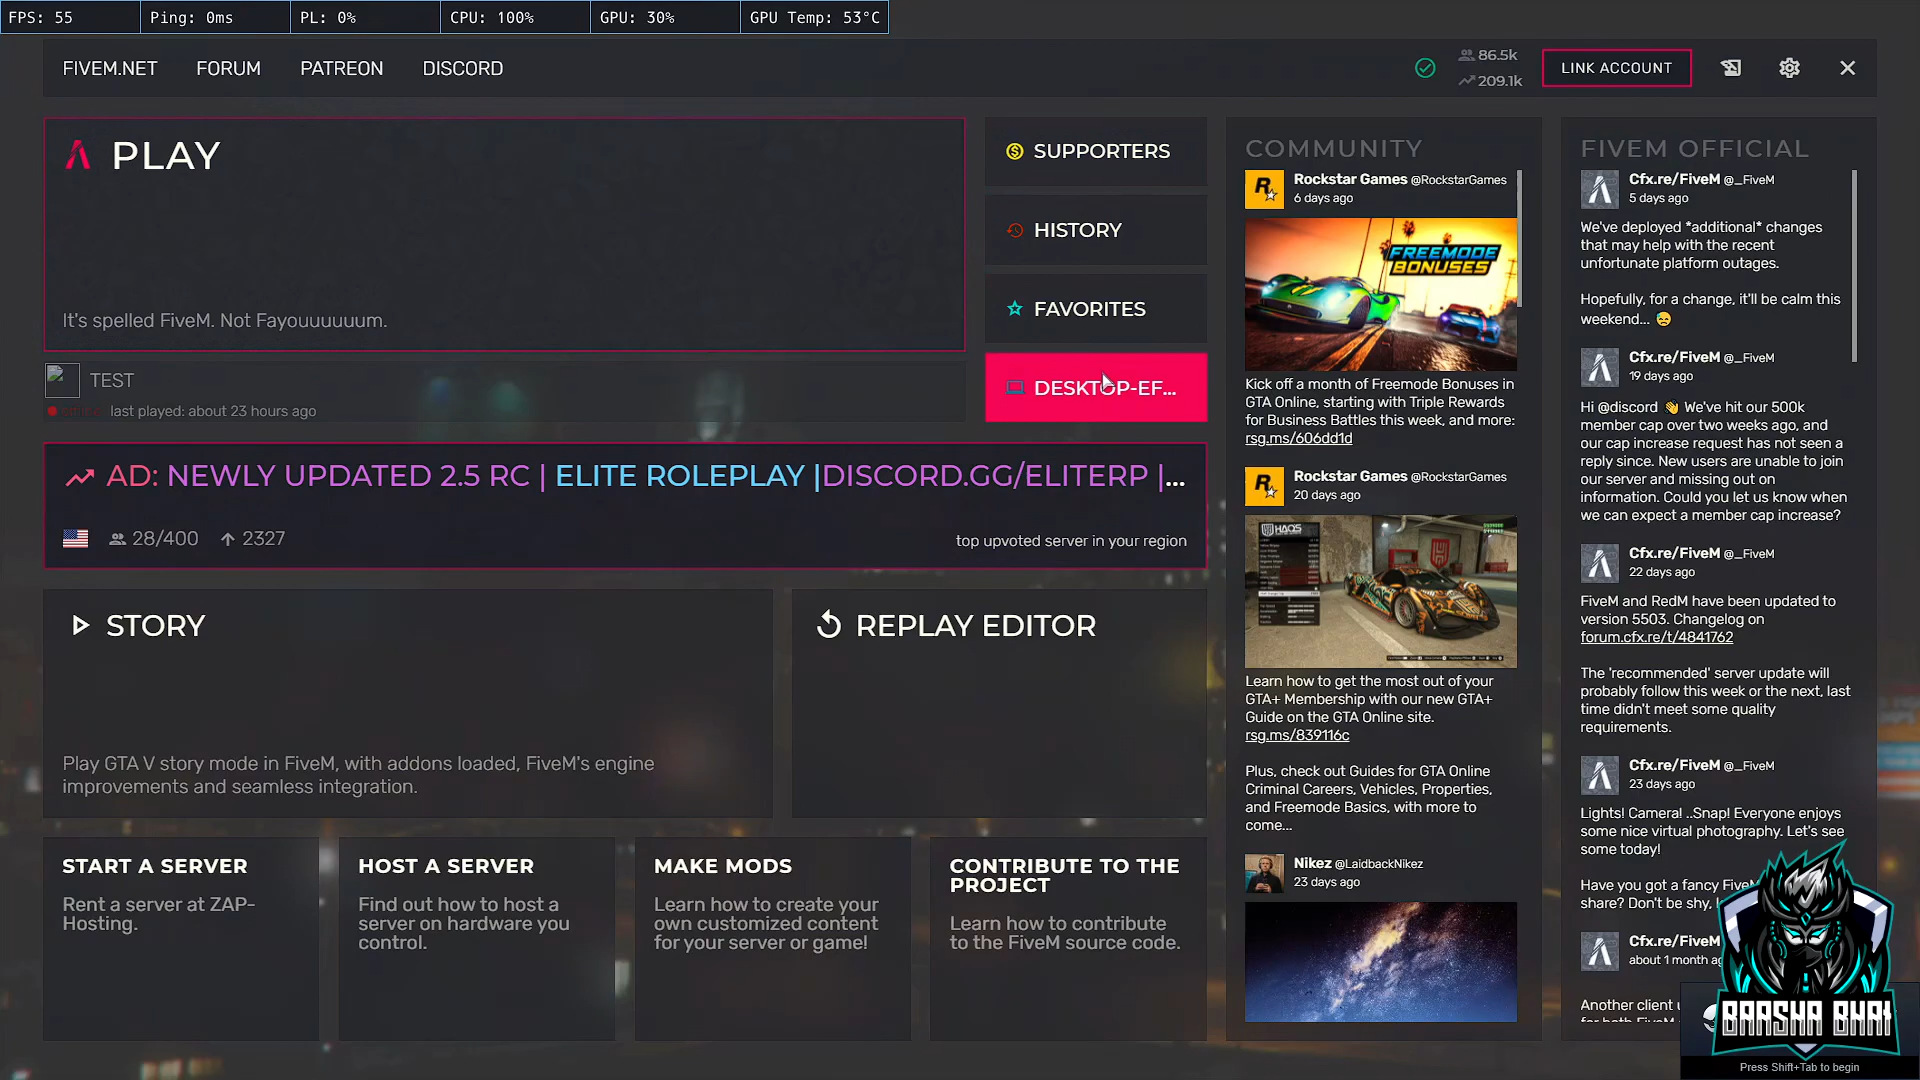 FPS: 55
Ping: 0ms
PL: 0%
CPU: 100%
GPU: 30%
GPU Temp: 53°C
FIVEM.NET
FORUM
PATREON
DISCORD
86.5k
209.1k
LINK ACCOUNT
PLAY
It's spelled FiveM. Not Fayouuuuuum.
TEST
last played: about 23 hours ago
SUPPORTERS
HISTORY
FAVORITES
DESKTOP-EF...
AD: NEWLY UPDATED 2.5 RC | ELITE ROLEPLAY |DISCORD.GG/ELITERP |...
28/400
2327
top upvoted server in your region
STORY
Play GTA V story mode in FiveM, with addons loaded, FiveM's engine
improvements and seamless integration.
REPLAY EDITOR
START A SERVER
Rent a server at ZAP-
Hosting.
HOST A SERVER
Find out how to host a
server on hardware you
control.
MAKE MODS
Learn how to create your
own customized content
for your server or game!
CONTRIBUTE TO THE
PROJECT
Learn how to contribute
to the FiveM source code.
COMMUNITY
Rockstar Games @RockstarGames
6 days ago
FREEMODE
BONUSES
Kick off a month of Freemode Bonuses in
GTA Online, starting with Triple Rewards
for Business Battles this week, and more:
rsg.ms/606dd1d
Rockstar Games @RockstarGames
20 days ago
HAO'S
Learn how to get the most out of your
GTA+ Membership with our new GTA+
Guide on the GTA Online site.
rsg.ms/839116c
Plus, check out Guides for GTA Online
Criminal Careers, Vehicles, Properties,
and Freemode Basics, with more to
come...
Nikez @LaidbackNikez
23 days ago
FIVEM OFFICIAL
Cfx.re/FiveM @_FiveM
5 days ago
We've deployed *additional* changes
that may help with the recent
unfortunate platform outages.
Hopefully, for a change, it'll be calm this
weekend... 😓
Cfx.re/FiveM @_FiveM
19 days ago
Hi @discord 👋 We've hit our 500k
member cap over two weeks ago, and
our cap increase request has not seen a
reply since. New users are unable to join
our server and missing out on
information. Could you let us know when
we can expect a member cap increase?
Cfx.re/FiveM @_FiveM
22 days ago
FiveM and RedM have been updated to
version 5503. Changelog on
forum.cfx.re/t/4841762
The 'recommended' server update will
probably follow this week or the next, last
time didn't meet some quality
requirements.
Cfx.re/FiveM @_FiveM
23 days ago
Lights! Camera! ..Snap! Everyone enjoys
some nice virtual photography. Let's see
some today!
Have you got a fancy FiveM
share? Don't be shy,
Cfx.re/FiveM
about 1 month ag
Another client u
for both FiveM
BAASHA BHAI
Press Shift+Tab to begin